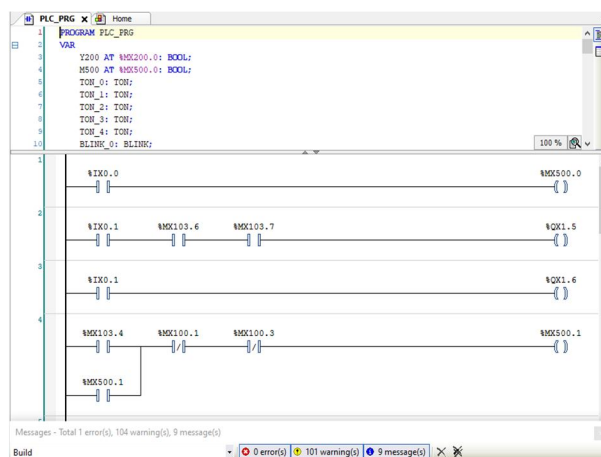 PLC_PRG X Home
1 PROGRAM PLC_PRG
2 VAR
3 Y200 AT %MX200.0: BOOL;
4 M500 AT %MX500.0: BOOL;
5 TON_0: TON;
6 TON_1: TON;
7 TON_2: TON;
8 TON_3: TON;
9 TON_4: TON;
10 BLINK_0: BLINK;
100 %
1
%IX0.0 %MX500.0
2
%IX0.1 %MX103.6 %MX103.7 %QX1.5
3
%IX0.1 %QX1.6
4
%MX103.4 %MX100.1 %MX100.3 %MX500.1
%MX500.1
Messages - Total 1 error(s), 104 warning(s), 9 message(s)
Build 0 error(s) 101 warning(s) 9 message(s)